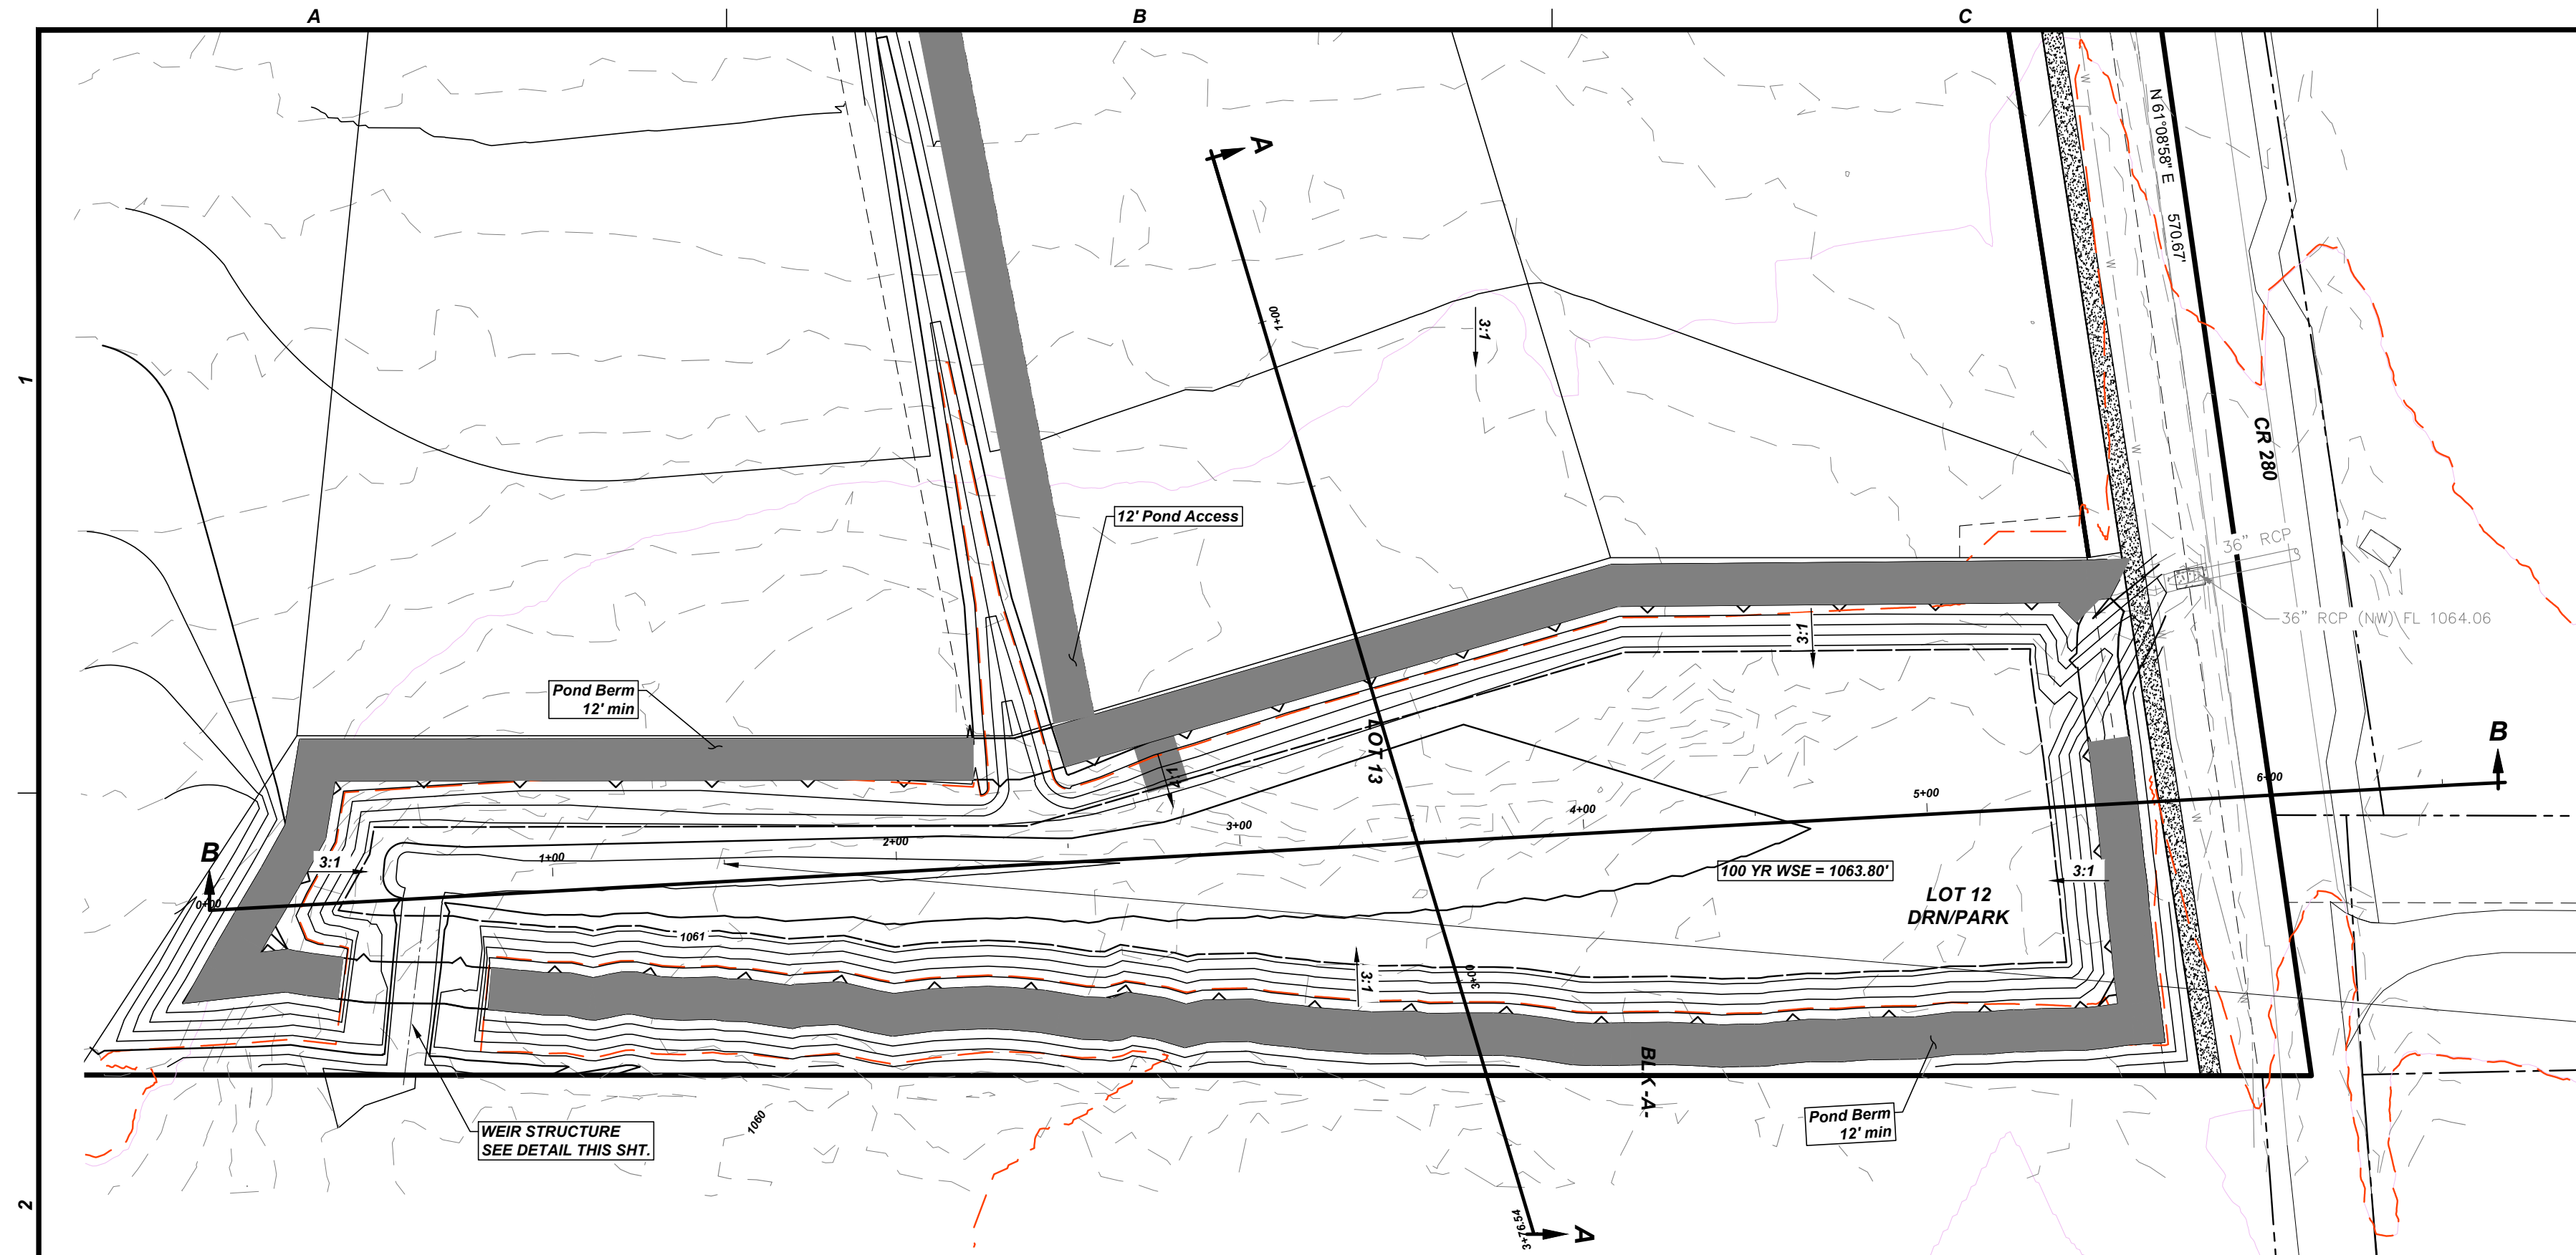 A
B
C
1
2
A
1+00
3:1
N 61°08'58" E
570.67'
CR 280
12' Pond Access
36" RCP
36" RCP (NW) FL 1064.06
3:1
Pond Berm
12' min
LOT 13
1:1
B
B
6+00
5+00
4+00
3+00
2+00
1+00
0+00
3:1
100 YR WSE = 1063.80'
3:1
LOT 12
DRN/PARK
1061
3:1
3+00
BLK -A-
1060
WEIR STRUCTURE
SEE DETAIL THIS SHT.
Pond Berm
12' min
3+76.54
A
W
W
W
W
W
W